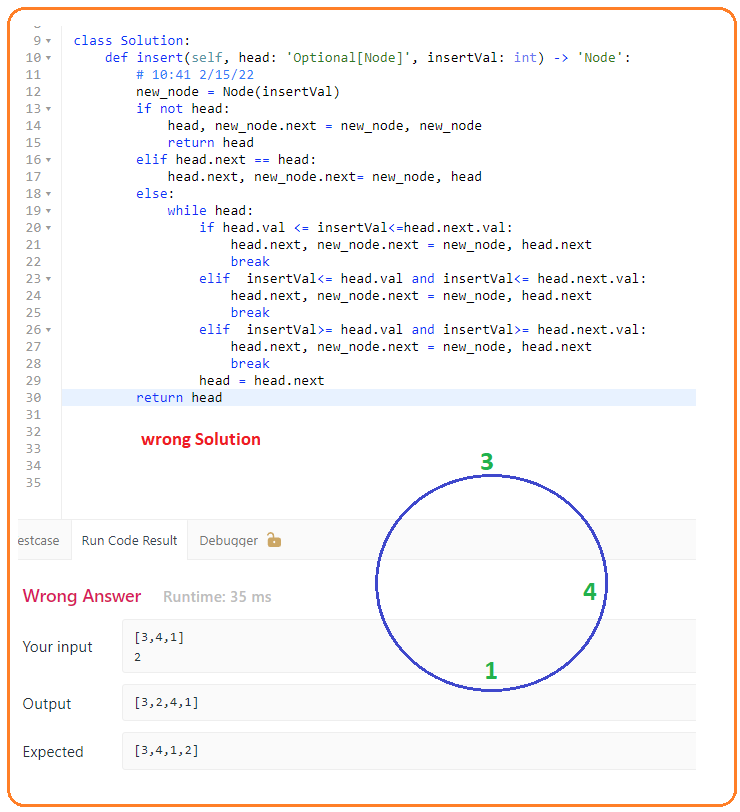 9 class Solution:
10 def insert(self, head: 'Optional[Node]', insertVal: int) -> 'Node':
11 # 10:41 2/15/22
12 new_node = Node(insertVal)
13 if not head:
14 head, new_node.next = new_node, new_node
15 return head
16 elif head.next == head:
17 head.next, new_node.next= new_node, head
18 else:
19 while head:
20 if head.val <= insertVal<=head.next.val:
21 head.next, new_node.next = new_node, head.next
22 break
23 elif  insertVal<= head.val and insertVal<= head.next.val:
24 head.next, new_node.next = new_node, head.next
25 break
26 elif  insertVal>= head.val and insertVal>= head.next.val:
27 head.next, new_node.next = new_node, head.next
28 break
29 head = head.next
30 return head
31
32 wrong Solution
33
34
35
3
4
1
estcase Run Code Result Debugger
Wrong Answer Runtime: 35 ms
Your input
[3,4,1]
2
Output [3,2,4,1]
Expected [3,4,1,2]